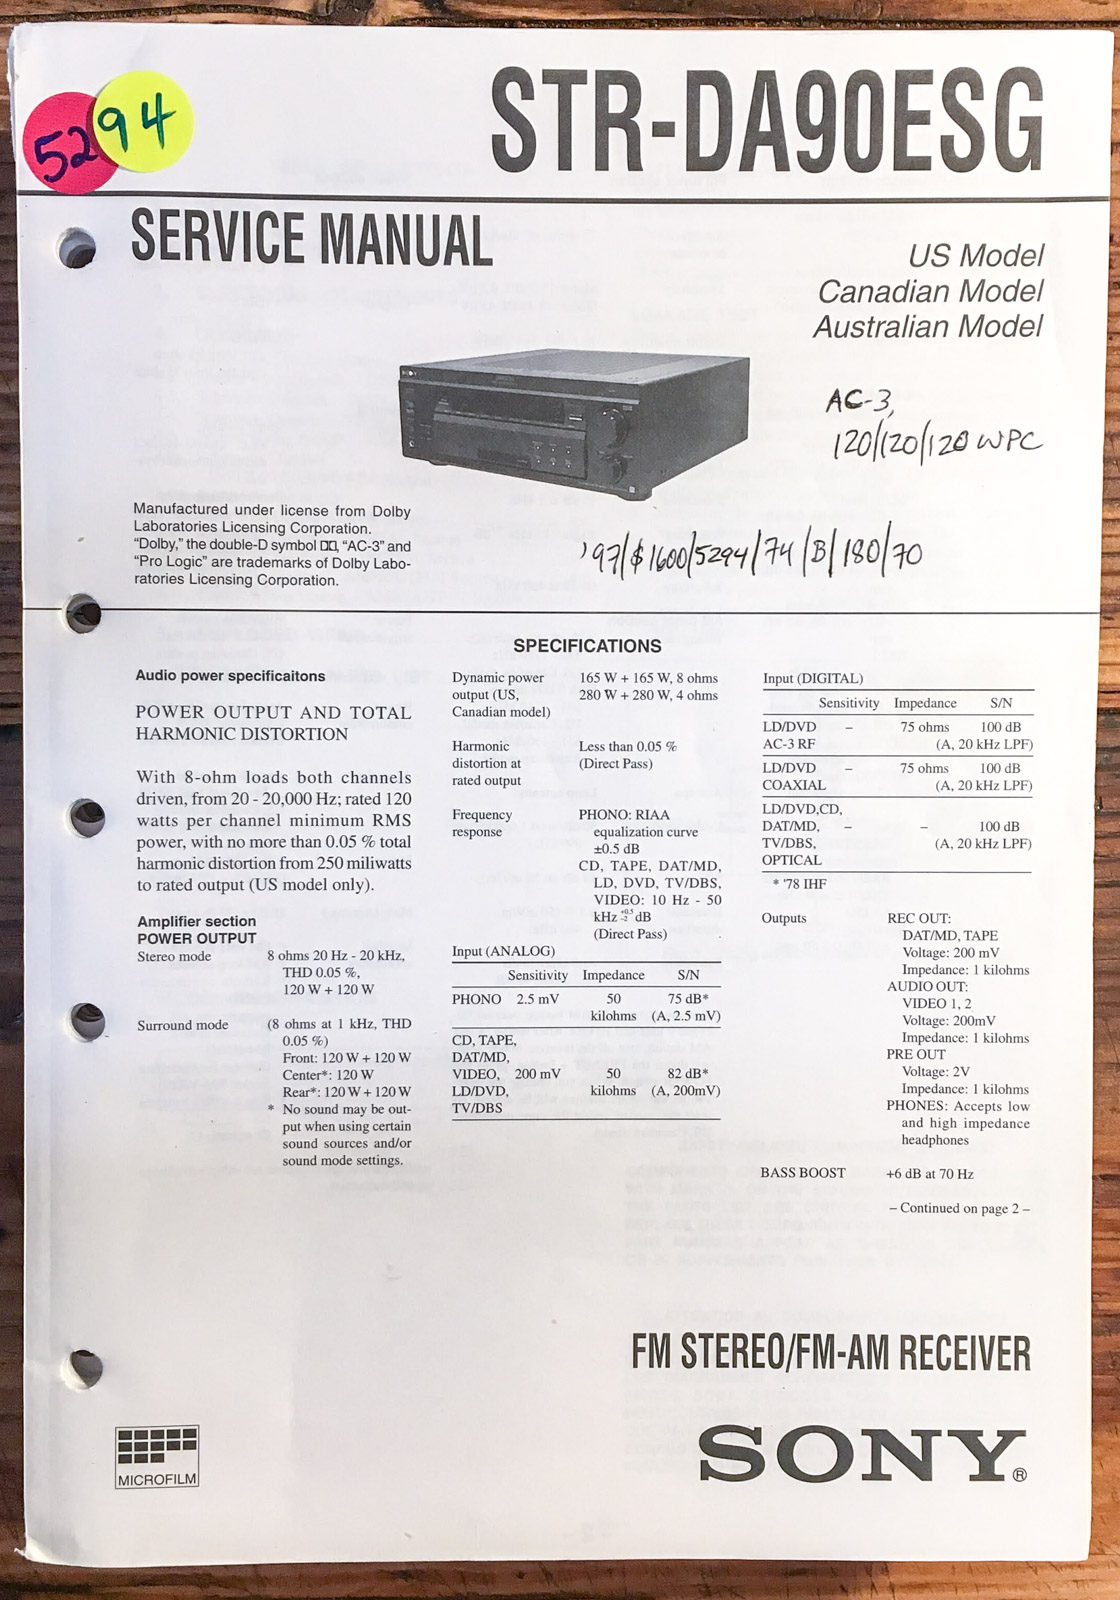 52
94
STR-DA90ESG
SERVICE MANUAL
US Model
Canadian Model
Australian Model
AC-3,
120/120/120 WPC
'97/$1600/5294/74/B/180/70
Manufactured under license from Dolby
Laboratories Licensing Corporation.
“Dolby,” the double-D symbol, “AC-3” and
“Pro Logic” are trademarks of Dolby Labo-
ratories Licensing Corporation.
SPECIFICATIONS
Audio power specificaitons
POWER OUTPUT AND TOTAL
HARMONIC DISTORTION
With 8-ohm loads both channels
driven, from 20 - 20,000 Hz; rated 120
watts per channel minimum RMS
power, with no more than 0.05 % total
harmonic distortion from 250 miliwatts
to rated output (US model only).
Amplifier section
POWER OUTPUT
Stereo mode 8 ohms 20 Hz - 20 kHz,
THD 0.05 %,
120 W + 120 W
Surround mode (8 ohms at 1 kHz, THD
0.05 %)
Front: 120 W + 120 W
Center*: 120 W
Rear*: 120 W + 120 W
* No sound may be out-
put when using certain
sound sources and/or
sound mode settings.
Dynamic power 165 W + 165 W, 8 ohms
output (US, 280 W + 280 W, 4 ohms
Canadian model)
Harmonic Less than 0.05 %
distortion at (Direct Pass)
rated output
Frequency PHONO: RIAA
response equalization curve
±0.5 dB
CD, TAPE, DAT/MD,
LD, DVD, TV/DBS,
VIDEO: 10 Hz - 50
kHz +0.5 -2 dB
(Direct Pass)
Input (ANALOG)
Sensitivity Impedance S/N
PHONO 2.5 mV 50 75 dB*
kilohms (A, 2.5 mV)
CD, TAPE,
DAT/MD,
VIDEO, 200 mV 50 82 dB*
LD/DVD, kilohms (A, 200mV)
TV/DBS
Input (DIGITAL)
Sensitivity Impedance S/N
LD/DVD – 75 ohms 100 dB
AC-3 RF (A, 20 kHz LPF)
LD/DVD – 75 ohms 100 dB
COAXIAL (A, 20 kHz LPF)
LD/DVD,CD,
DAT/MD, – – 100 dB
TV/DBS, (A, 20 kHz LPF)
OPTICAL
* '78 IHF
Outputs REC OUT:
DAT/MD, TAPE
Voltage: 200 mV
Impedance: 1 kilohms
AUDIO OUT:
VIDEO 1, 2
Voltage: 200mV
Impedance: 1 kilohms
PRE OUT
Voltage: 2V
Impedance: 1 kilohms
PHONES: Accepts low
and high impedance
headphones
BASS BOOST +6 dB at 70 Hz
– Continued on page 2 –
FM STEREO/FM-AM RECEIVER
MICROFILM
SONY®